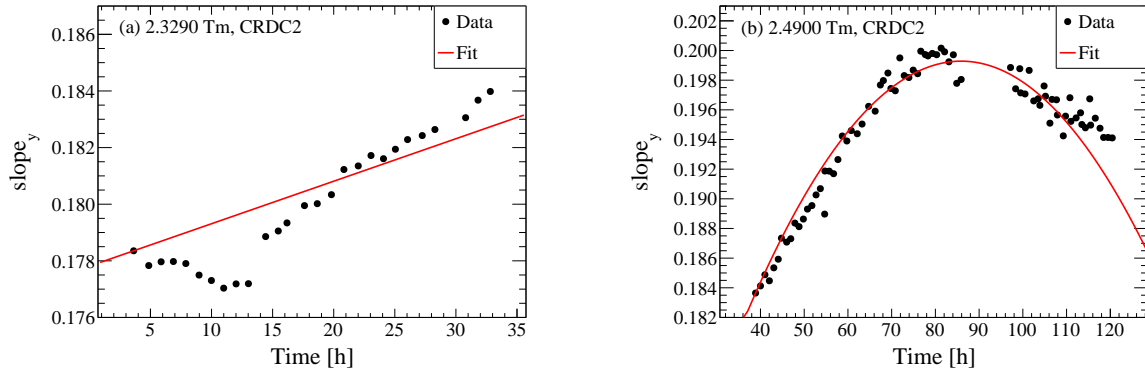 (a) 2.3290 Tm, CRDC2
Data
Fit
0.186
0.184
0.182
0.180
0.178
0.176
slope_y
5 10 15 20 25 30 35
Time [h]
(b) 2.4900 Tm, CRDC2
Data
Fit
0.203
0.200
0.198
0.196
0.194
0.192
0.190
0.188
0.186
0.184
0.182
slope_y
40 50 60 70 80 90 100 110 120
Time [h]